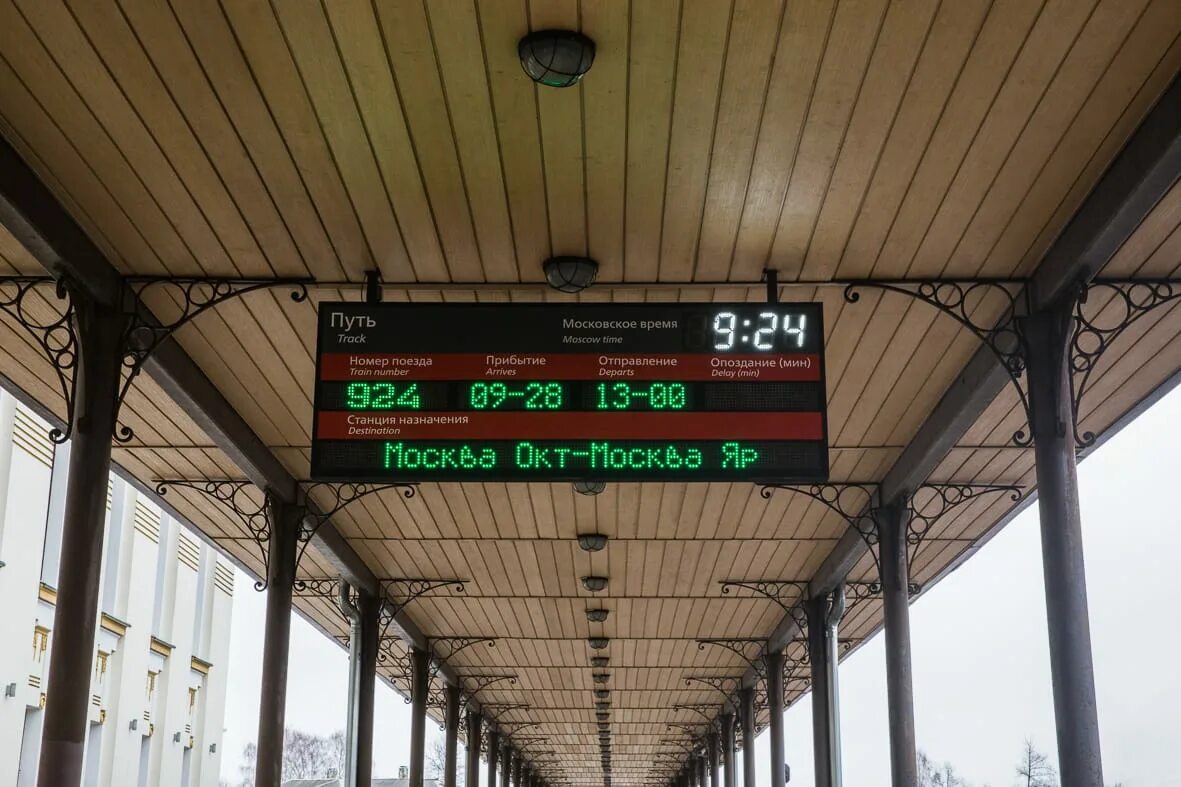 Путь Московское время 9:24
Track Moscow time
Номер поезда Прибытие Отправление Опоздание (мин)
Train number Arrives Departs Delay (min)
924 09-28 13-00
Станция назначения
Destination
Москва Окт-Москва Яр